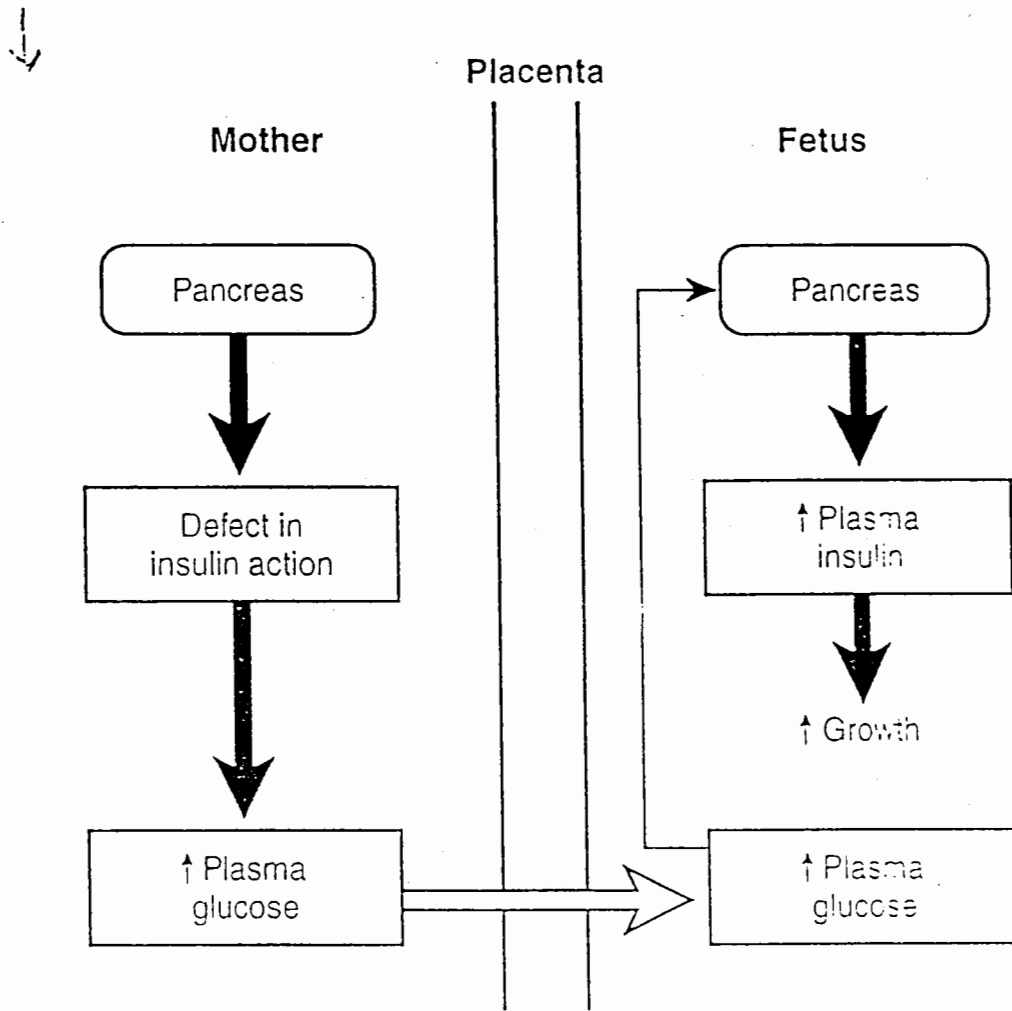 Placenta
Mother
Fetus
Pancreas
Defect in
insulin action
↑ Plasma
glucose
Pancreas
↑ Plasma
insulin
↑ Growth
↑ Plasma
glucose